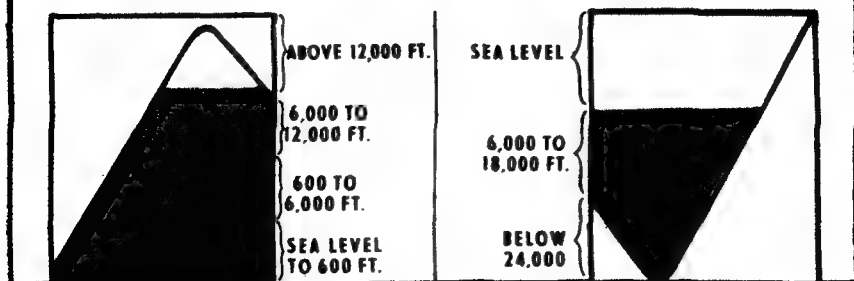 ABOVE 12,000 FT.
6,000 TO
12,000 FT.
600 TO
6,000 FT.
SEA LEVEL
TO 600 FT.
SEA LEVEL
6,000 TO
18,000 FT.
BELOW
24,000